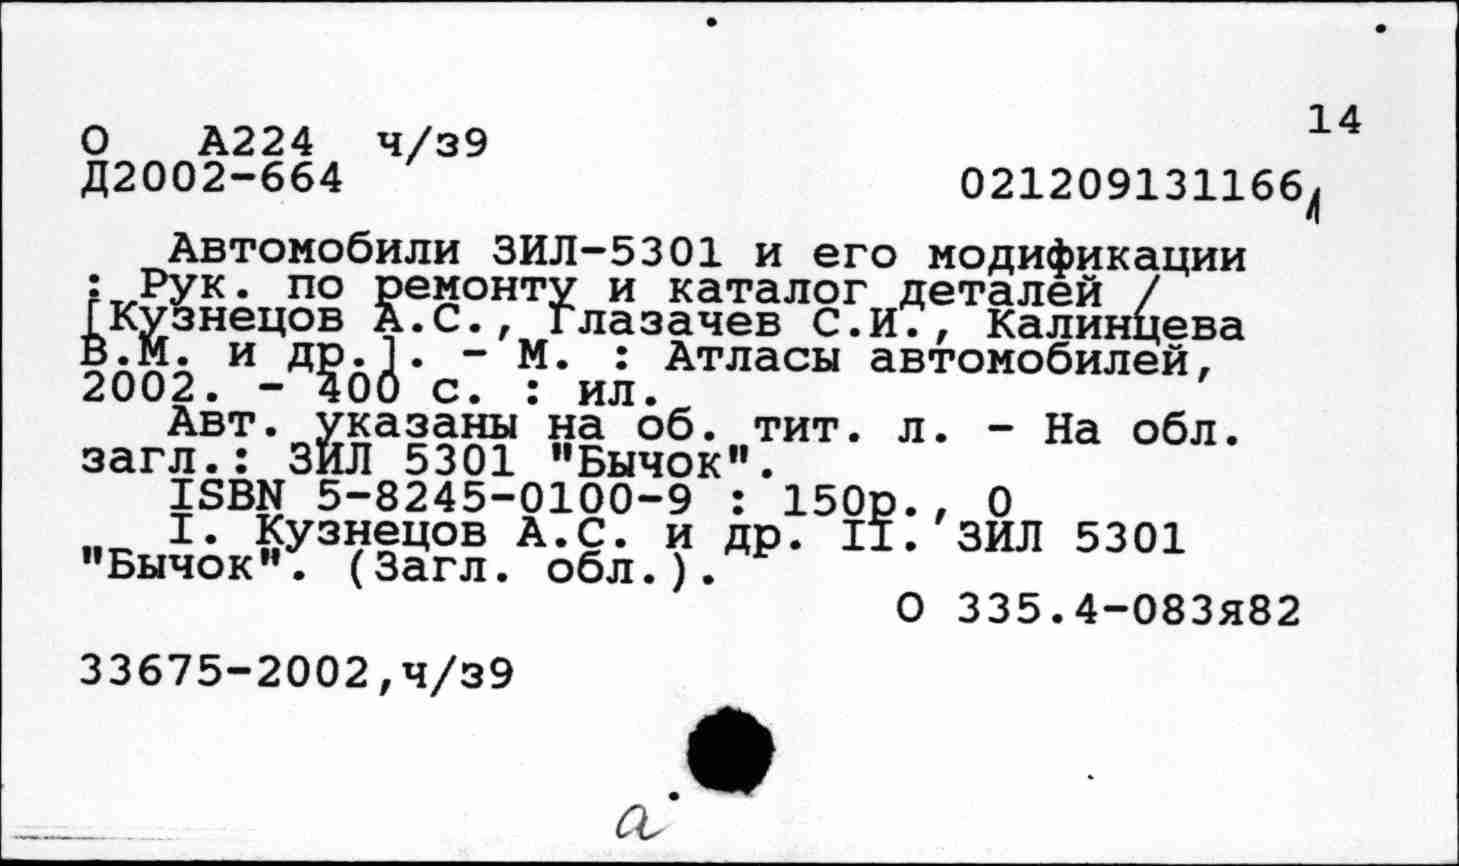 14
О А224 ч/з9
Д2002-664 021209131166
Автомобили ЗИЛ-5301 и его модификации
: Рук. по ремонту и каталог деталей /
[Кузнецов А.С., Глазачев С.И., Калинцева
В.М. и др.]. - М. : Атласы автомобилей,
2002. - 400 с. : ил.
Авт. указаны на об. тит. л. - На обл.
загл.: ЗИЛ 5301 "Бычок".
ISBN 5-8245-0100-9 : 150р., 0
I. Кузнецов А.С. и др. II. ЗИЛ 5301
"Бычок". (Загл. обл.).
О 335.4-083я82
33675-2002,ч/з9
а